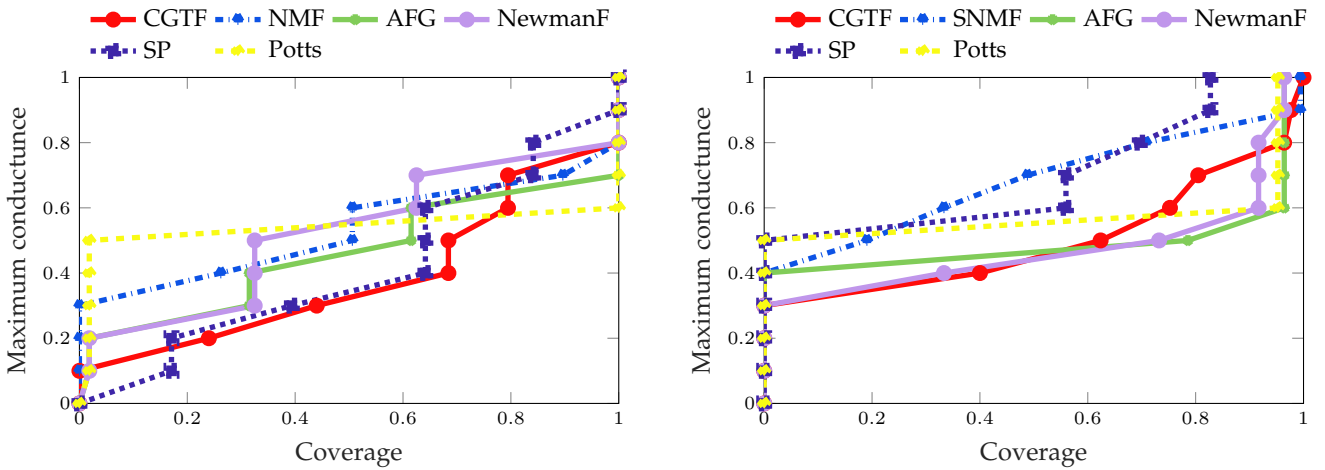 CGTF NMF AFG NewmanF
SP Potts
1
0.8
0.6
0.4
0.2
0
0 0.2 0.4 0.6 0.8 1
Maximum conductunce
Coverage
CGTF SNMF AFG NewmanF
SP Potts
1
0.8
0.6
0.4
0.2
0
0 0.2 0.4 0.6 0.8 1
Maximum conductunce
Coverage